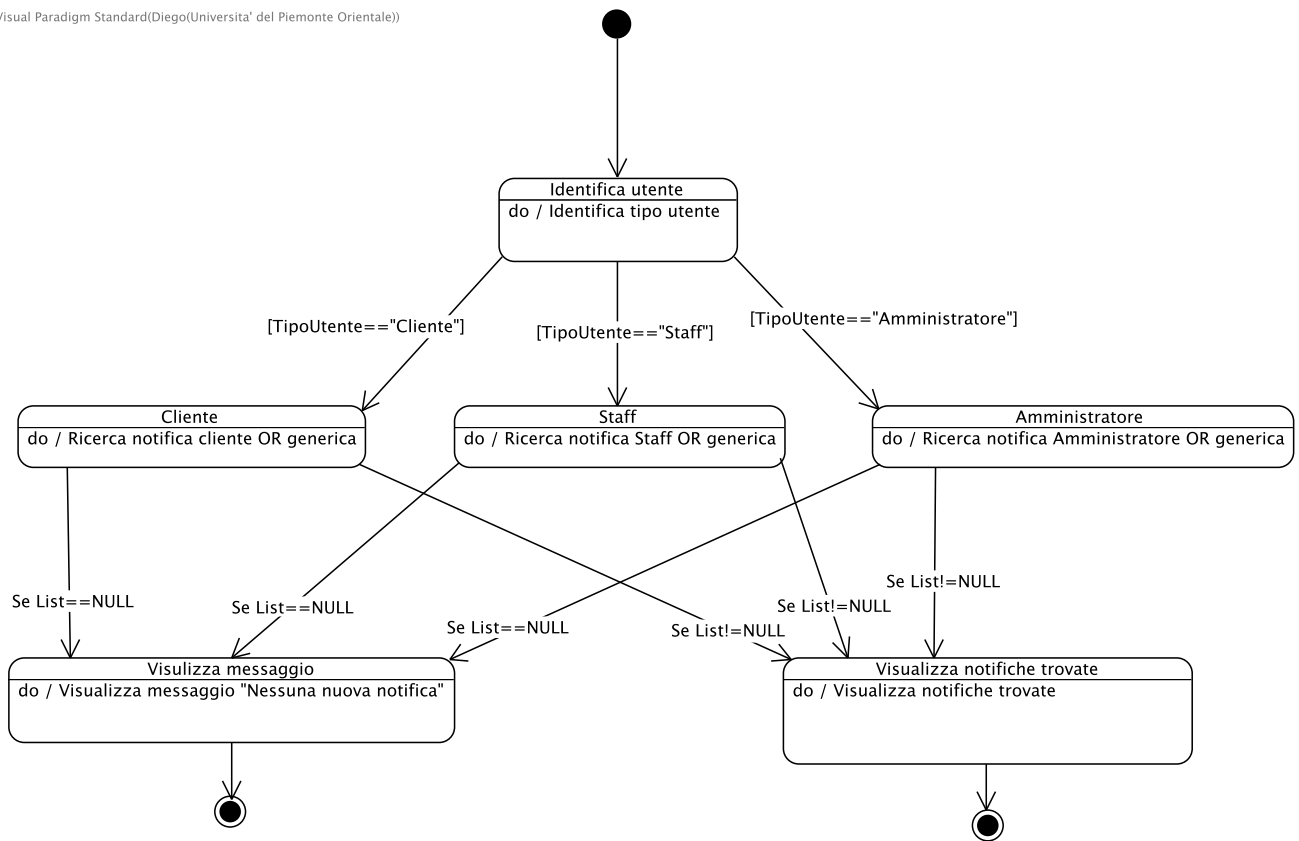 Visual Paradigm Standard(Diego(Universita' del Piemonte Orientale))
Identifica utente
do / Identifica tipo utente
[TipoUtente=="Cliente"]
[TipoUtente=="Staff"]
[TipoUtente=="Amministratore"]
Cliente
do / Ricerca notifica cliente OR generica
Staff
do / Ricerca notifica Staff OR generica
Amministratore
do / Ricerca notifica Amministratore OR generica
Se List==NULL
Se List==NULL
Se List==NULL
Se List!=NULL
Se List!=NULL
Se List!=NULL
Visulizza messaggio
do / Visualizza messaggio "Nessuna nuova notifica"
Visualizza notifiche trovate
do / Visualizza notifiche trovate